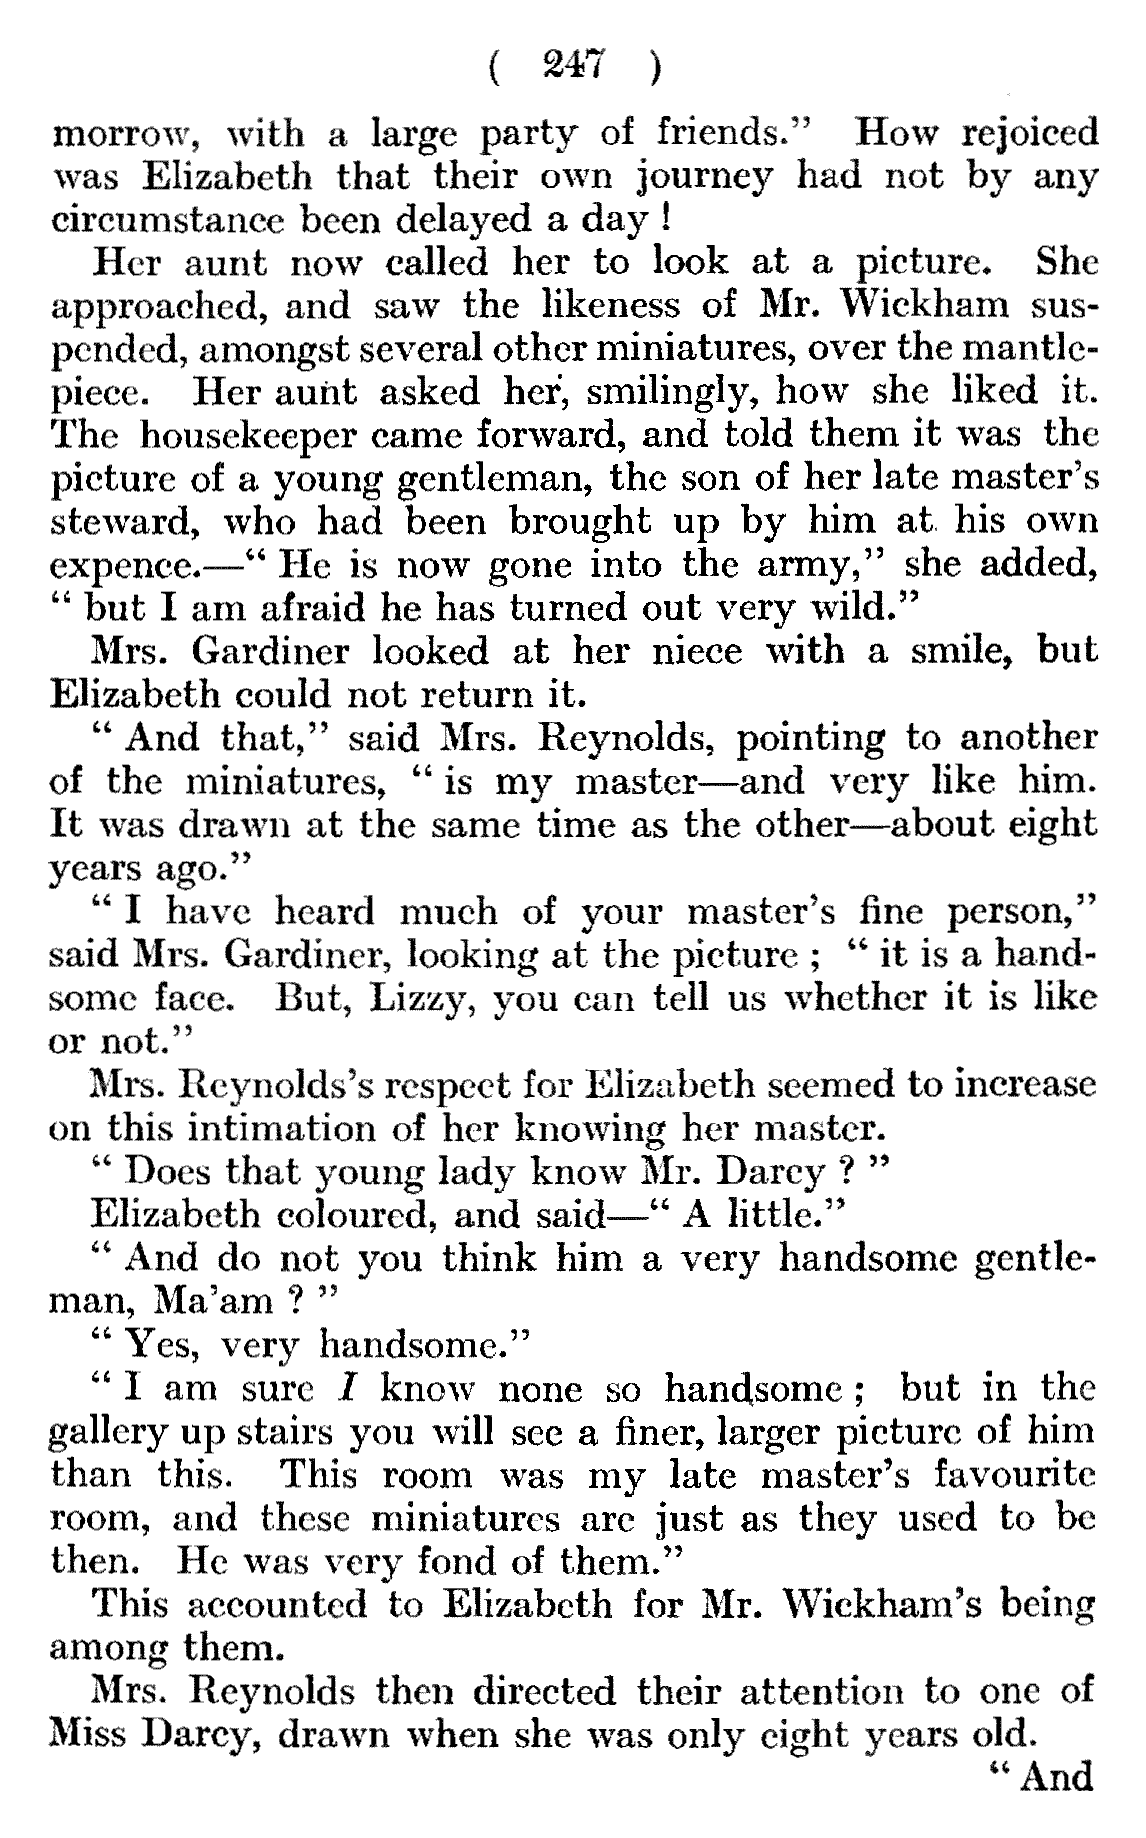 ( 247 )
morrow, with a large party of friends.” How rejoiced
was Elizabeth that their own journey had not by any
circumstance been delayed a day !
Her aunt now called her to look at a picture. She
approached, and saw the likeness of Mr. Wickham sus-
pended, amongst several other miniatures, over the mantle-
piece. Her aunt asked her, smilingly, how she liked it.
The housekeeper came forward, and told them it was the
picture of a young gentleman, the son of her late master’s
steward, who had been brought up by him at his own
expence.—“ He is now gone into the army,” she added,
“ but I am afraid he has turned out very wild.”
Mrs. Gardiner looked at her niece with a smile, but
Elizabeth could not return it.
“ And that,” said Mrs. Reynolds, pointing to another
of the miniatures, “ is my master—and very like him.
It was drawn at the same time as the other—about eight
years ago.”
“ I have heard much of your master’s fine person,”
said Mrs. Gardiner, looking at the picture ; “ it is a hand-
some face. But, Lizzy, you can tell us whether it is like
or not.”
Mrs. Reynolds’s respect for Elizabeth seemed to increase
on this intimation of her knowing her master.
“ Does that young lady know Mr. Darcy ? ”
Elizabeth coloured, and said—“ A little.”
“ And do not you think him a very handsome gentle-
man, Ma’am ? ”
“ Yes, very handsome.”
“ I am sure I know none so handsome ; but in the
gallery up stairs you will see a finer, larger picture of him
than this. This room was my late master’s favourite
room, and these miniatures are just as they used to be
then. He was very fond of them.”
This accounted to Elizabeth for Mr. Wickham’s being
among them.
Mrs. Reynolds then directed their attention to one of
Miss Darcy, drawn when she was only eight years old.
“ And